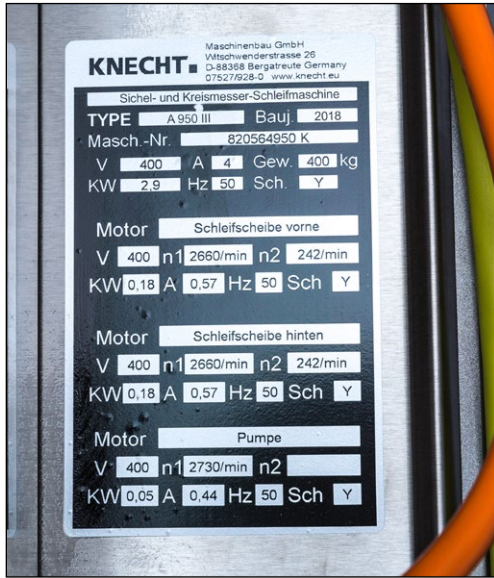 KNECHT
Maschinenbau GmbH
Witschwenderstrasse 26
D-88368 Bergatreute Germany
07527/928-0 www.knecht.eu
Sichel- und Kreismesser-Schleifmaschine
TYPE A 950 III Bauj. 2018
Masch.-Nr. 820564950 K
V 400 A 4 Gew. 400 kg
KW 2,9 Hz 50 Sch. Y
Motor Schleifscheibe vorne
V 400 n1 2660/min n2 242/min
KW 0,18 A 0,57 Hz 50 Sch Y
Motor Schleifscheibe hinten
V 400 n1 2660/min n2 242/min
KW 0,18 A 0,57 Hz 50 Sch Y
Motor Pumpe
V 400 n1 2730/min n2
KW 0,05 A 0,44 Hz 50 Sch Y